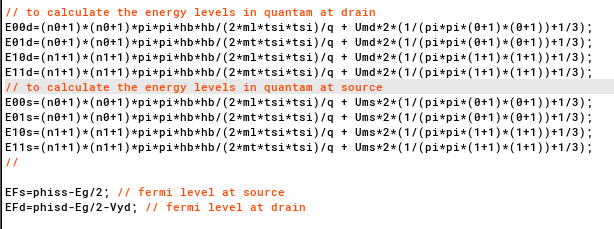 // to calculate the energy levels in quantam at drain
E00d=(n0+1)*(n0+1)*pi*pi*hb*hb/(2*ml*tsi*tsi)/q + Umd*2*(1/(pi*pi*(0+1)*(0+1))+1/3);
E01d=(n0+1)*(n0+1)*pi*pi*hb*hb/(2*mt*tsi*tsi)/q + Umd*2*(1/(pi*pi*(0+1)*(0+1))+1/3);
E10d=(n1+1)*(n1+1)*pi*pi*hb*hb/(2*ml*tsi*tsi)/q + Umd*2*(1/(pi*pi*(1+1)*(1+1))+1/3);
E11d=(n1+1)*(n1+1)*pi*pi*hb*hb/(2*mt*tsi*tsi)/q + Umd*2*(1/(pi*pi*(1+1)*(1+1))+1/3);
// to calculate the energy levels in quantam at source
E00s=(n0+1)*(n0+1)*pi*pi*hb*hb/(2*ml*tsi*tsi)/q + Ums*2*(1/(pi*pi*(0+1)*(0+1))+1/3);
E01s=(n0+1)*(n0+1)*pi*pi*hb*hb/(2*mt*tsi*tsi)/q + Ums*2*(1/(pi*pi*(0+1)*(0+1))+1/3);
E10s=(n1+1)*(n1+1)*pi*pi*hb*hb/(2*ml*tsi*tsi)/q + Ums*2*(1/(pi*pi*(1+1)*(1+1))+1/3);
E11s=(n1+1)*(n1+1)*pi*pi*hb*hb/(2*mt*tsi*tsi)/q + Ums*2*(1/(pi*pi*(1+1)*(1+1))+1/3);
//
EFs=phiss-Eg/2; // fermi level at source
EFd=phisd-Eg/2-Vyd; // fermi level at drain